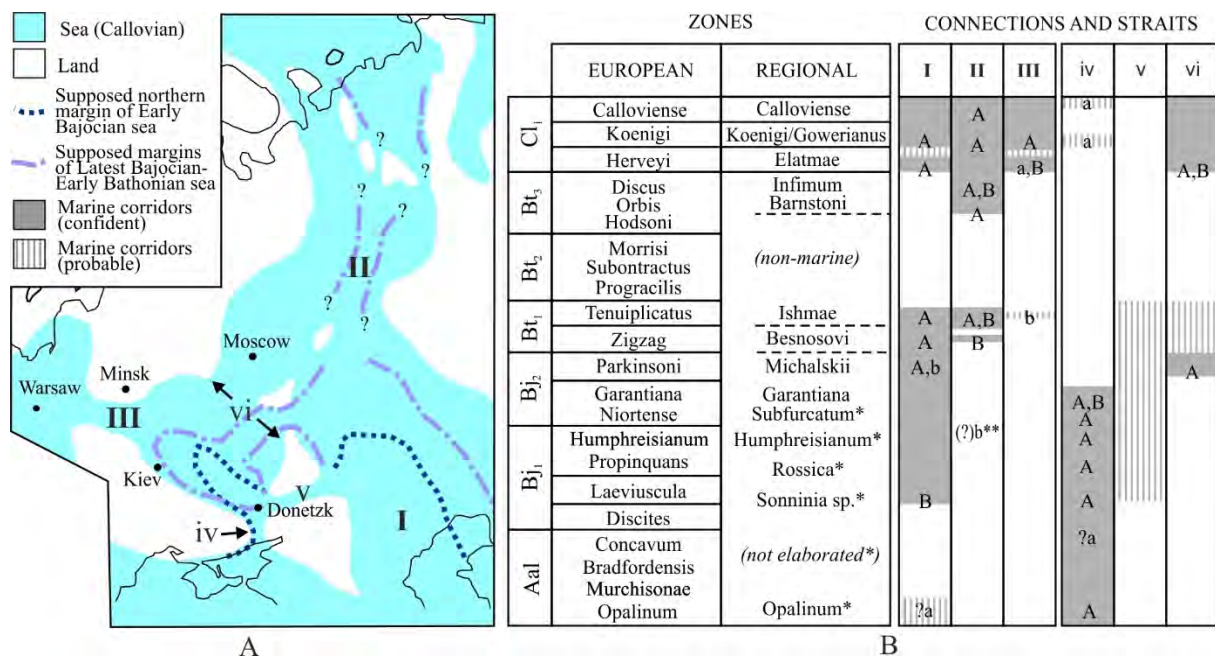 Sea (Callovian)
Land
Supposed northern
margin of Early
Bajocian sea
Supposed margins
of Latest Bajocian-
Early Bathonian sea
Marine corridors
(confident)
Marine corridors
(probable)
?
?
?
?
?
II
?
?
Moscow
Minsk
Warsaw
III
vi
Kiev
V
Donetzk
I
iv
A
ZONES
CONNECTIONS AND STRAITS
EUROPEAN REGIONAL I II III iv v vi
Cl₁
Calloviense Calloviense A a
Koenigi Koenigi/Gowerianus A A A a
Herveyi Elatmae A a,B A,B
Bt₃
Discus Infimum A,B
Orbis Barnstoni
Hodsoni A
Bt₂
Morrisi
Subontractus (non-marine)
Progracilis
Bt₁
Tenuiplicatus Ishmae A A,B b
Zigzag Besnosovi A B
Bj₂
Parkinsoni Michalskii A,b A
Garantiana Garantiana A,B
Niortense Subfurcatum* A
Bj₁
Humphreisianum Humphreisianum* (?)b** A
Propinquans Rossica* A
Laeviuscula Sonninia sp.* B A
Discites
Aal
Concavum ?a
Bradfordensis (not elaborated*)
Murchisonae
Opalinum Opalinum* ?a A
B